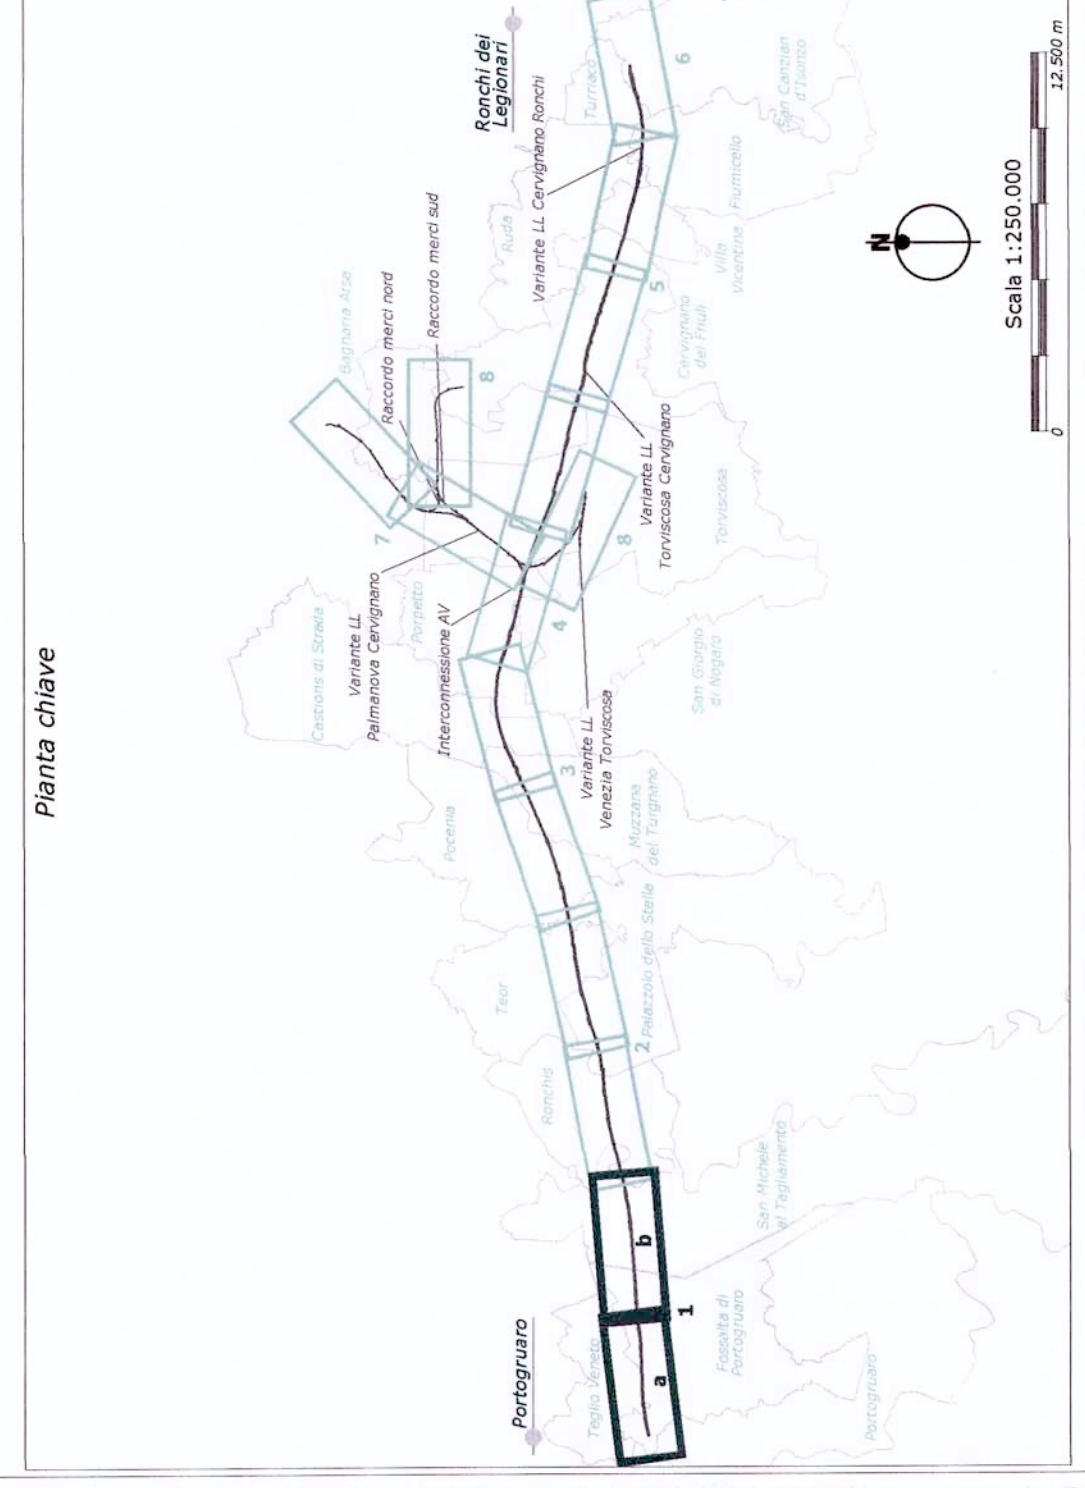 Pianta chiave
Portogruaro
Ronchi dei
Legionari
Castions di Strada
Bagnaria Arsa
Pocenia
Porpetto
Variante LL
Palmanova Cervignano
Interconnessione AV
Raccordo merci nord
Raccordo merci sud
Ruda
Variante LL Cervignano Ronchi
Turriaco
Teor
Ronchis
Teglio Veneto
7
8
6
5
4
3
2
1
a
b
8
San Canzian
d'Isonzo
Fiumicello
Villa
Vicentina
Cervignano
del Friuli
Variante LL
Torviscosa Cervignano
Torviscosa
San Giorgio
di Nogaro
Variante LL
Venezia Torviscosa
Muzzana
del Turgnano
Palazzolo dello Stella
San Michele
al Tagliamento
Fossalta di
Portogruaro
Portogruaro
N
Scala 1:250.000
0
12.500 m